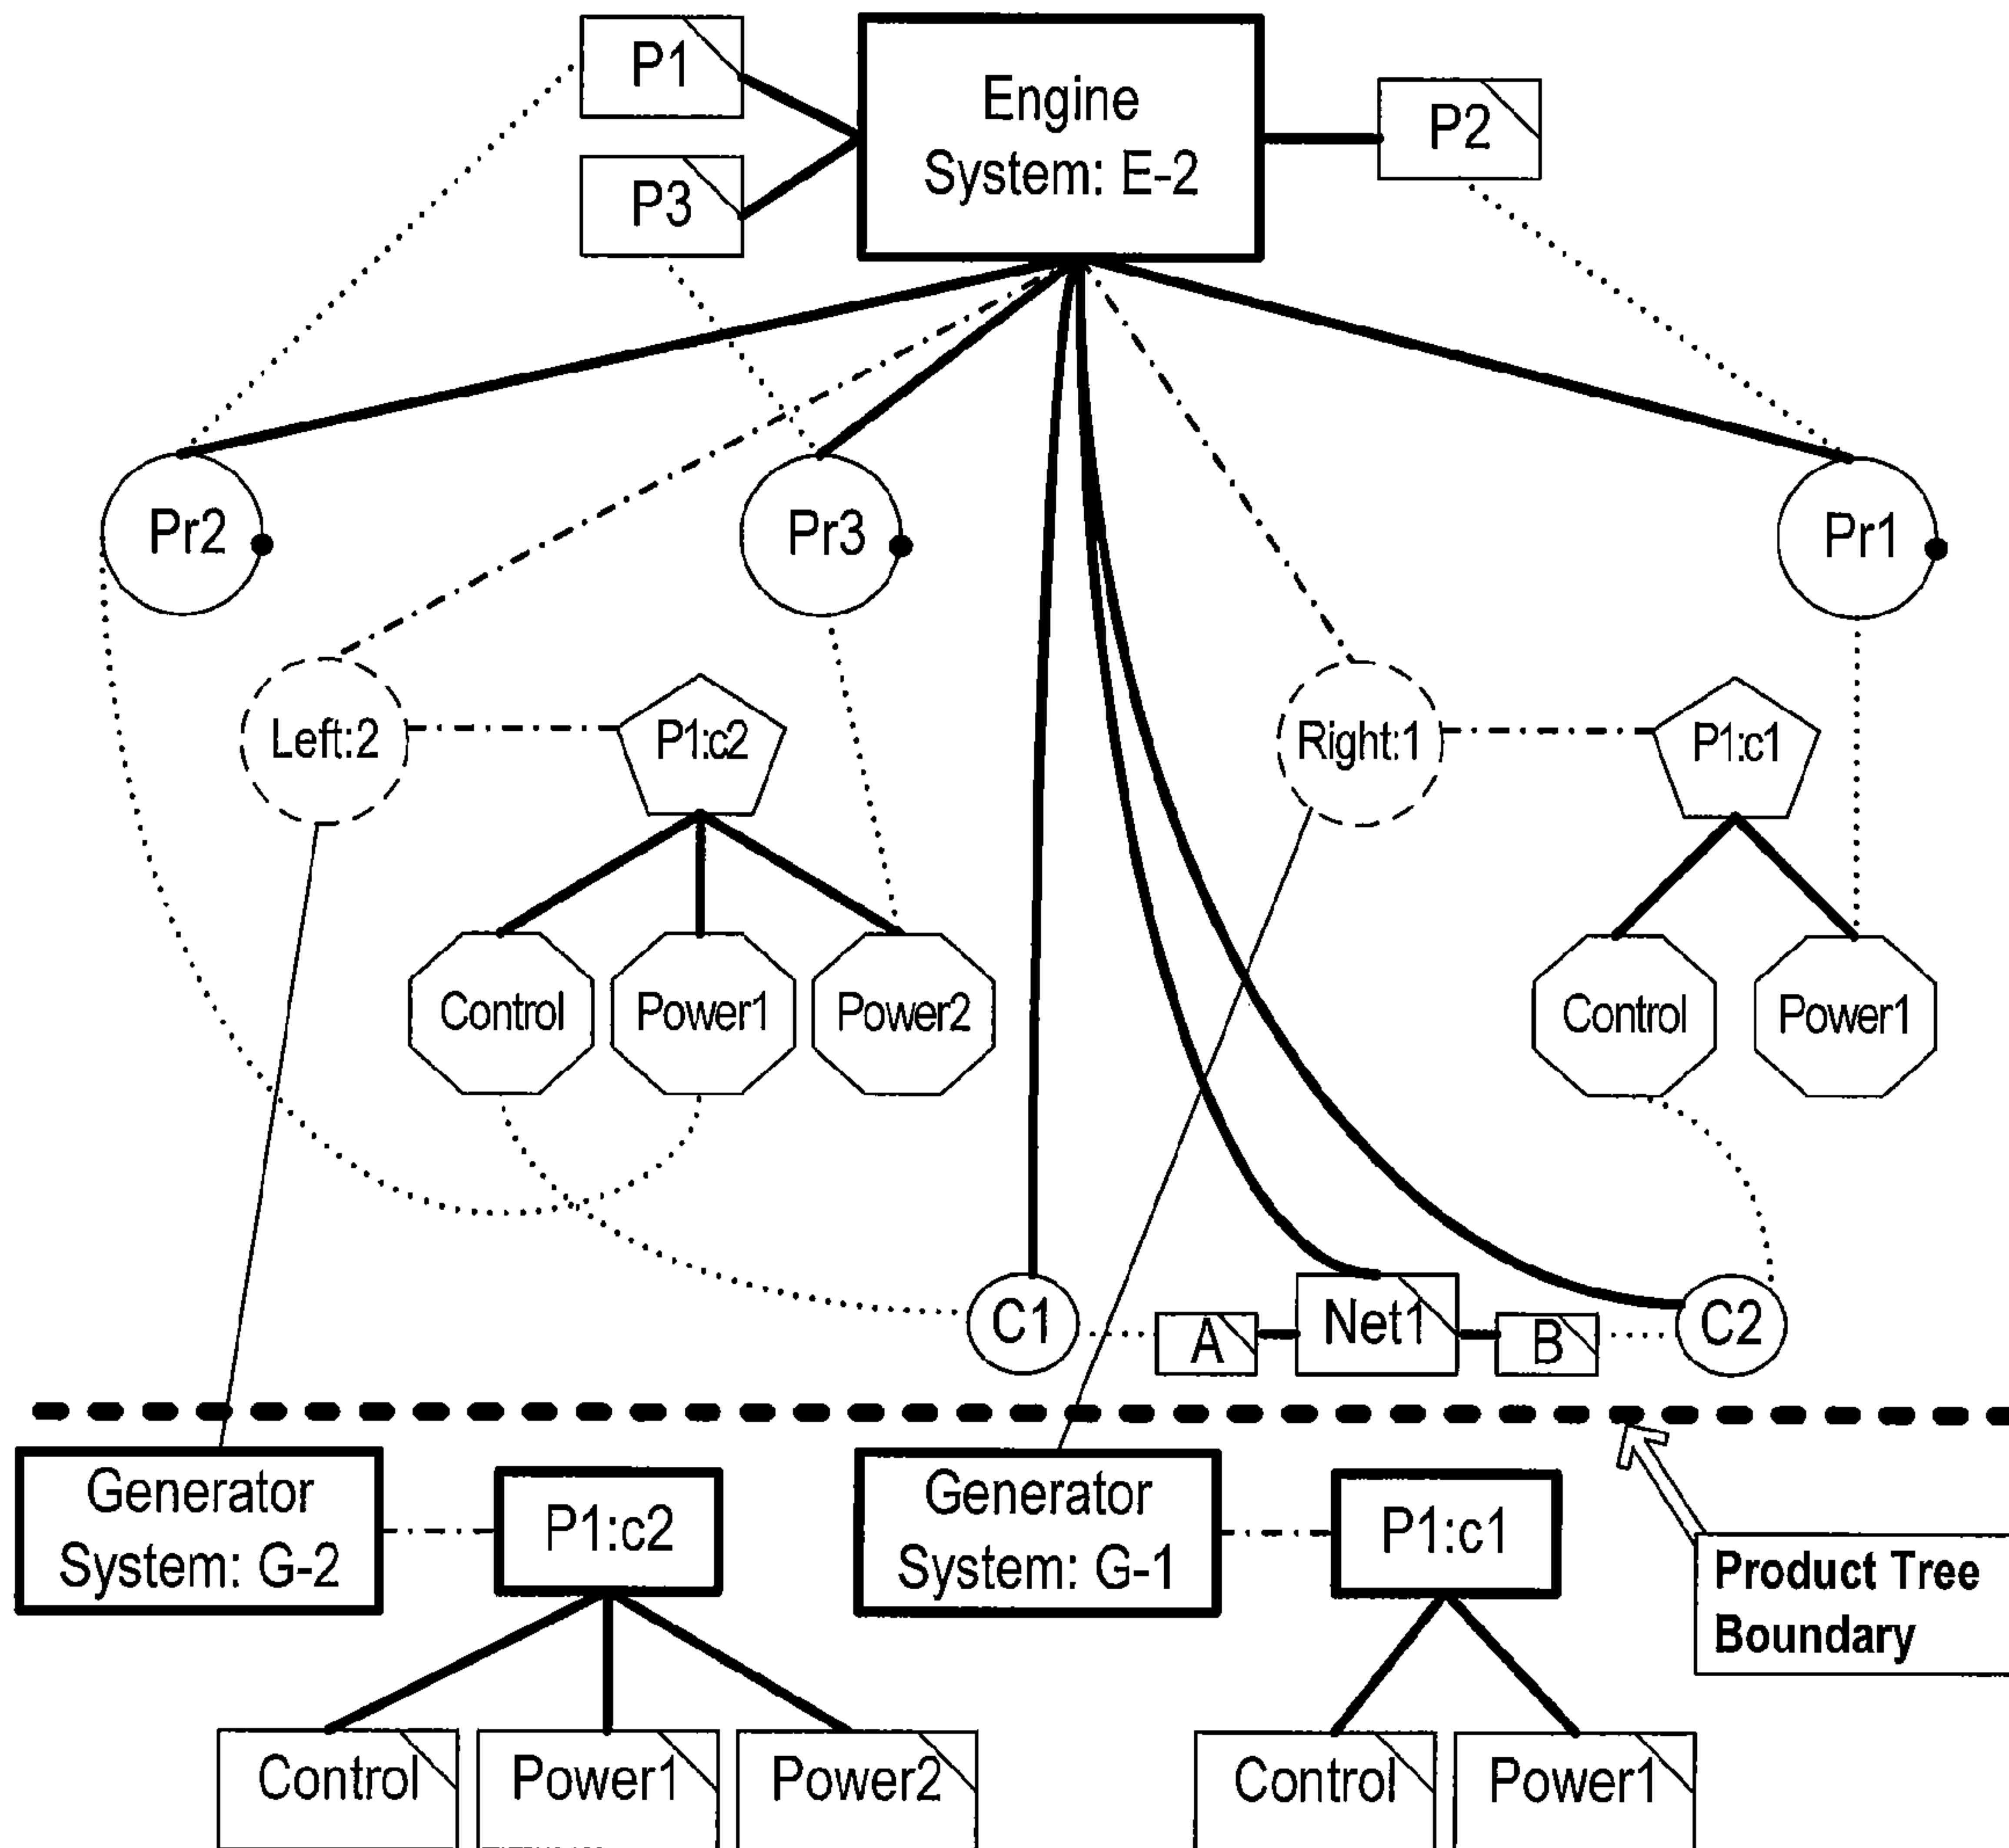 P1
Engine
System: E-2
P2
P3
Pr2
Pr3
Pr1
Left:2
P1:c2
Right:1
P1:c1
Control
Power1
Power2
Control
Power1
C1
A
Net1
B
C2
Generator
System: G-2
P1:c2
Generator
System: G-1
P1:c1
Product Tree
Boundary
Control
Power1
Power2
Control
Power1